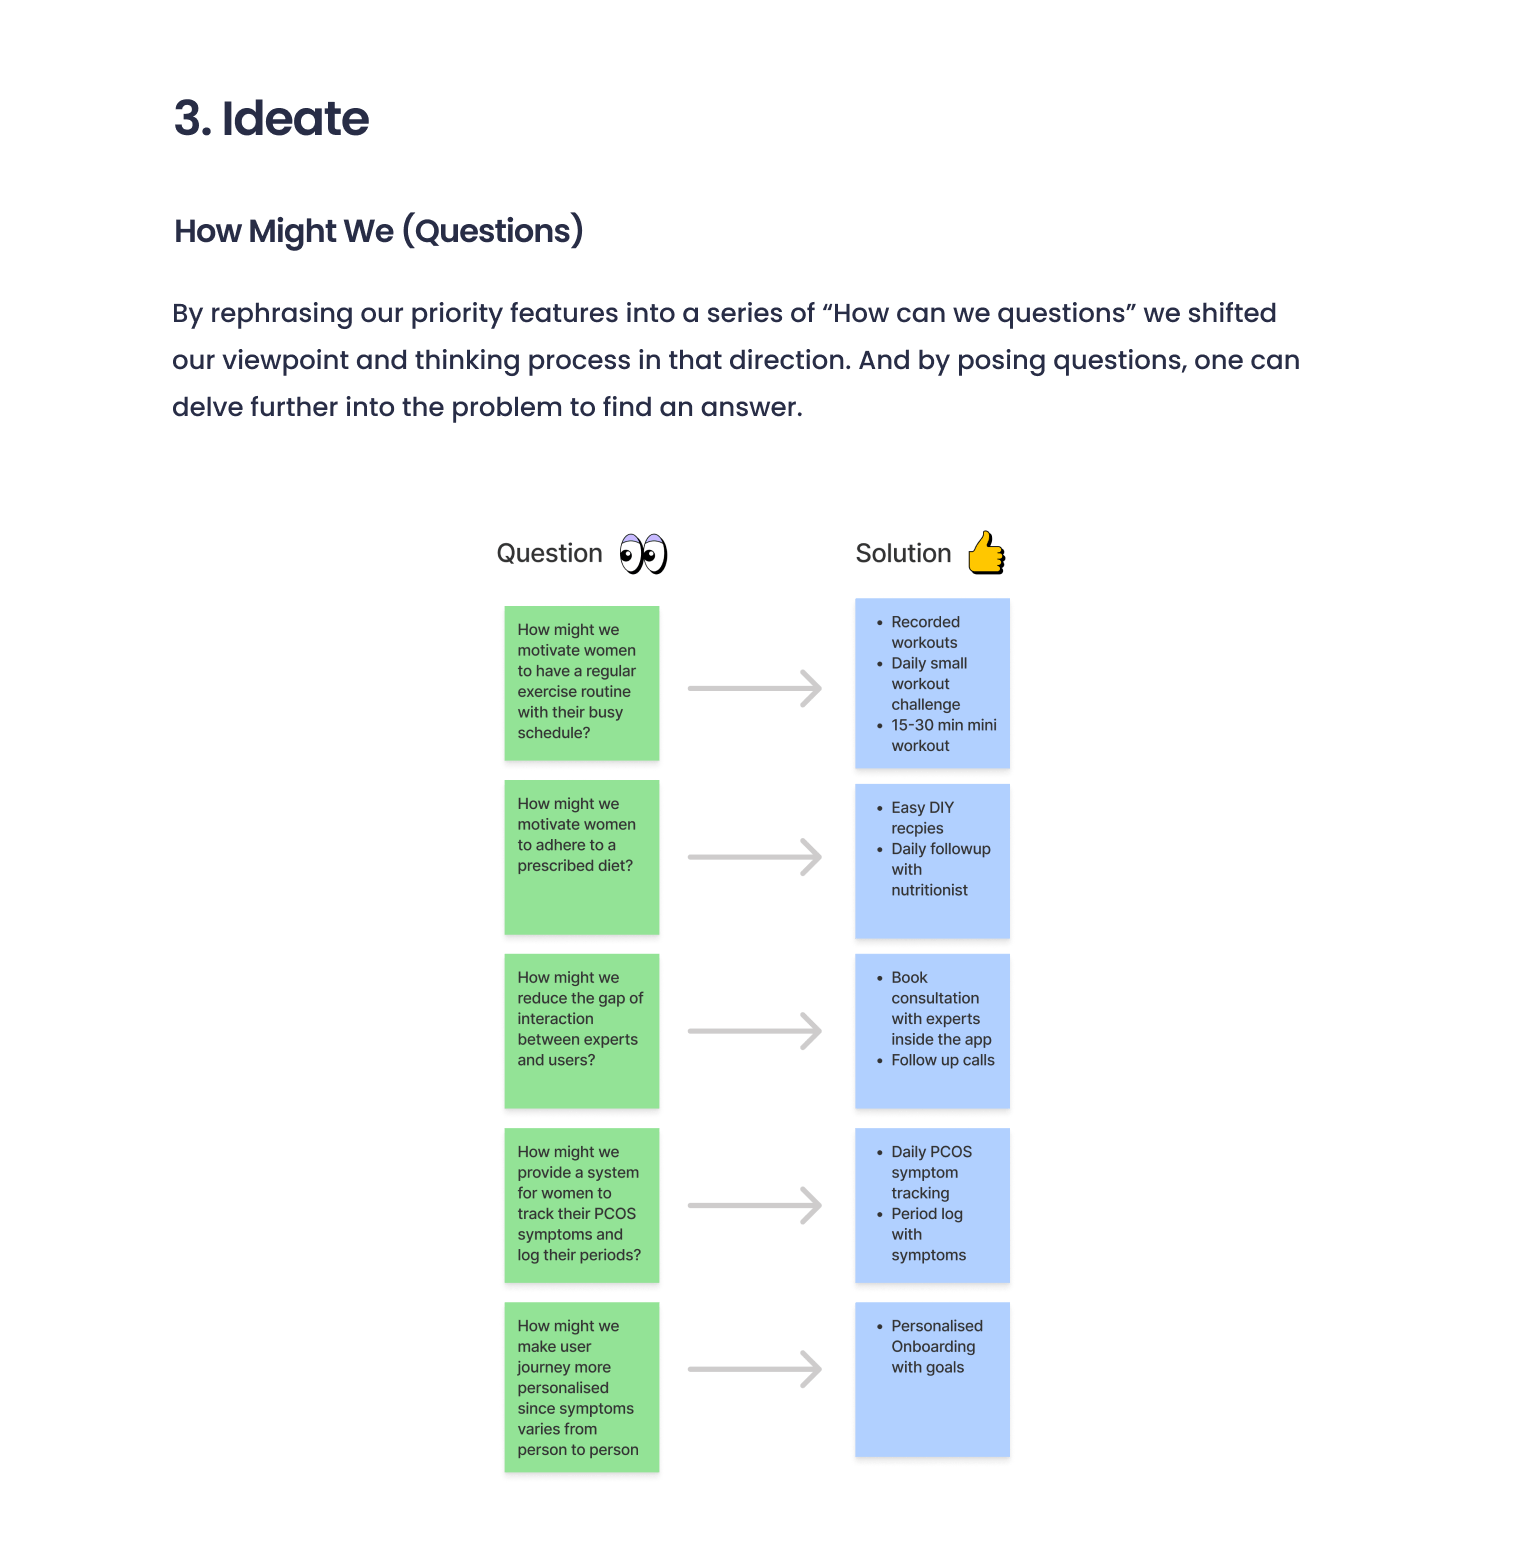 3. Ideate
How Might We (Questions)
By rephrasing our priority features into a series of “How can we questions” we shifted
our viewpoint and thinking process in that direction. And by posing questions, one can
delve further into the problem to find an answer.
Question
Solution
How might we
motivate women
to have a regular
exercise routine
with their busy
schedule?
• Recorded
workouts
• Daily small
workout
challenge
• 15-30 min mini
workout
How might we
motivate women
to adhere to a
prescribed diet?
• Easy DIY
recpies
• Daily followup
with
nutritionist
How might we
reduce the gap of
interaction
between experts
and users?
• Book
consultation
with experts
inside the app
• Follow up calls
How might we
provide a system
for women to
track their PCOS
symptoms and
log their periods?
• Daily PCOS
symptom
tracking
• Period log
with
symptoms
How might we
make user
journey more
personalised
since symptoms
varies from
person to person
• Personalised
Onboarding
with goals